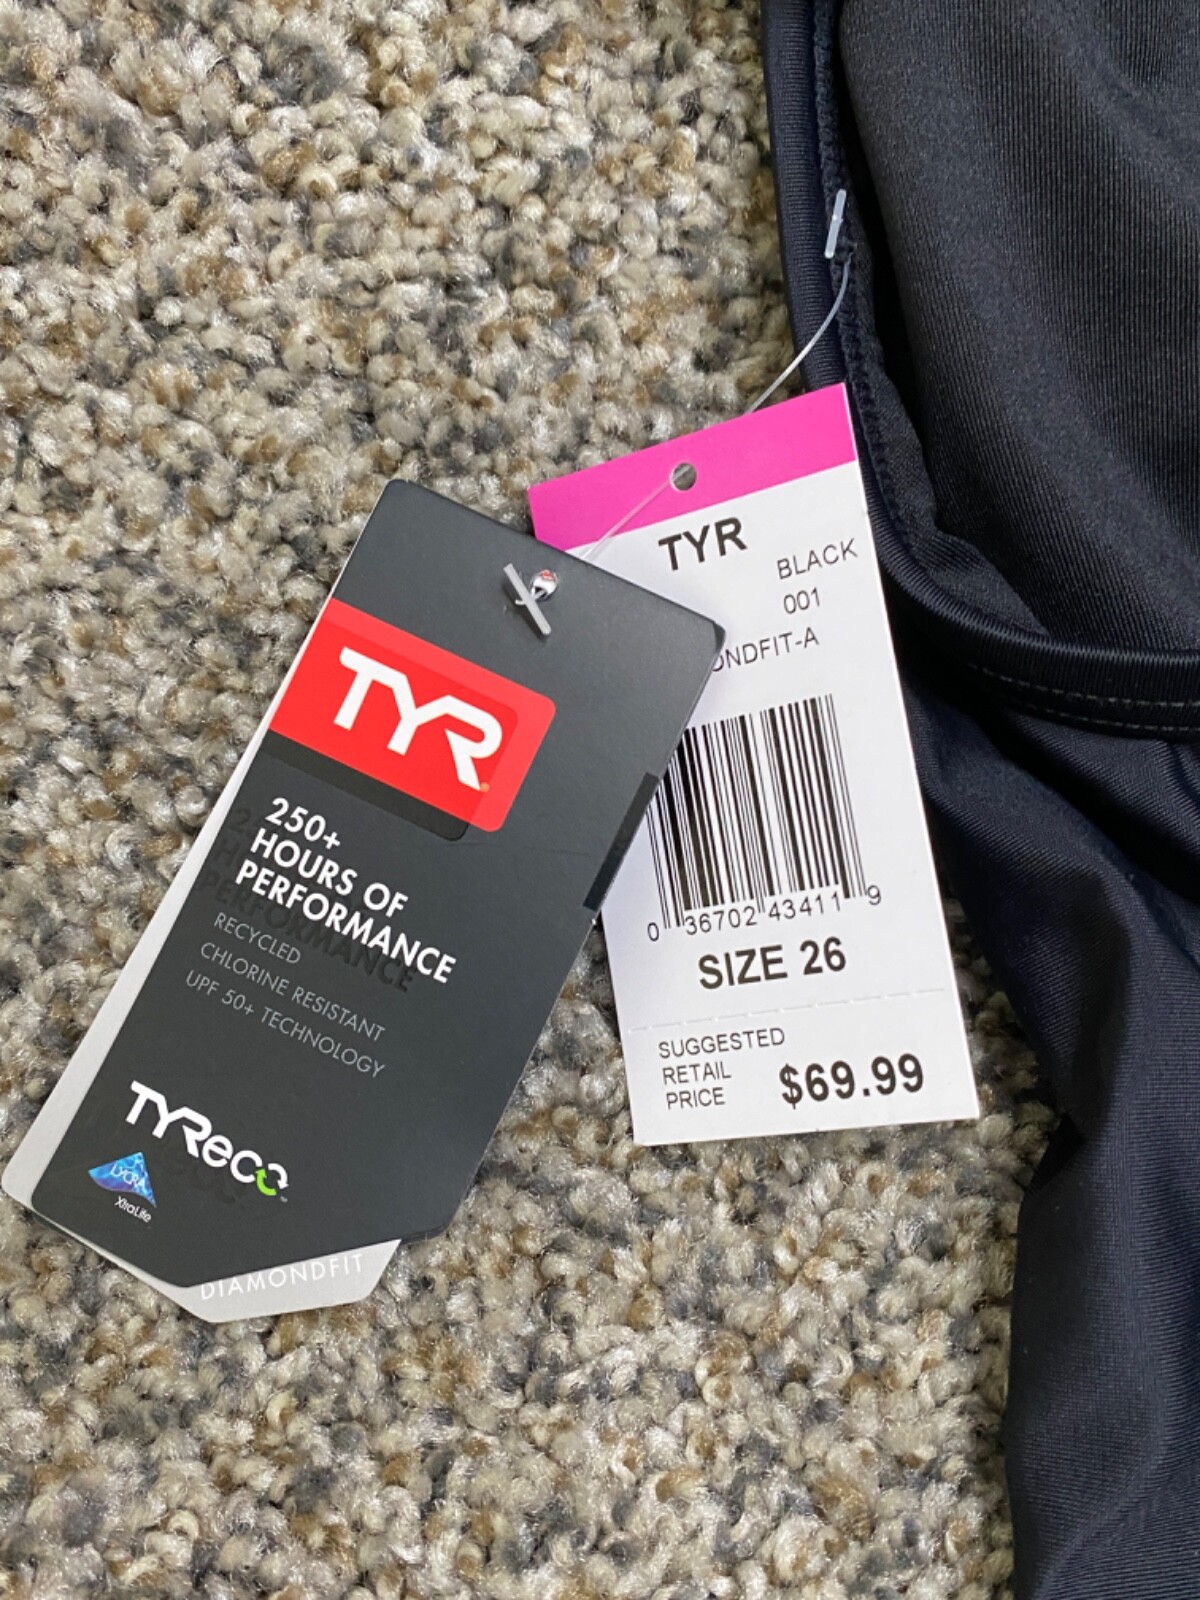 TYR
BLACK
001
ONDFIT-A
0 36702 43411 9
SIZE 26
SUGGESTED
RETAIL
PRICE
$69.99
TYR
250+
HOURS OF
PERFORMANCE
RECYCLED
CHLORINE RESISTANT
UPF 50+ TECHNOLOGY
TYReco
LYCRA
XtraLife
DIAMONDFIT